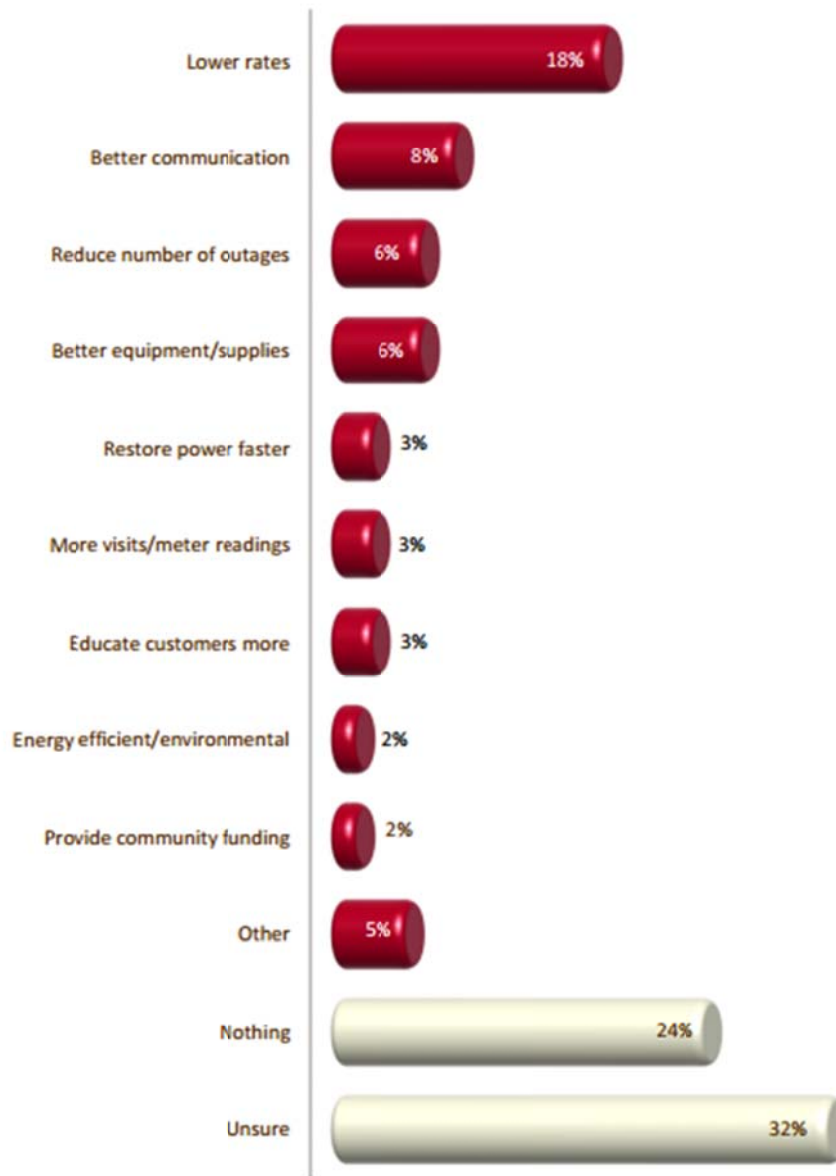 Lower rates 18%
Better communication 8%
Reduce number of outages 6%
Better equipment/supplies 6%
Restore power faster 3%
More visits/meter readings 3%
Educate customers more 3%
Energy efficient/environmental 2%
Provide community funding 2%
Other 5%
Nothing 24%
Unsure 32%